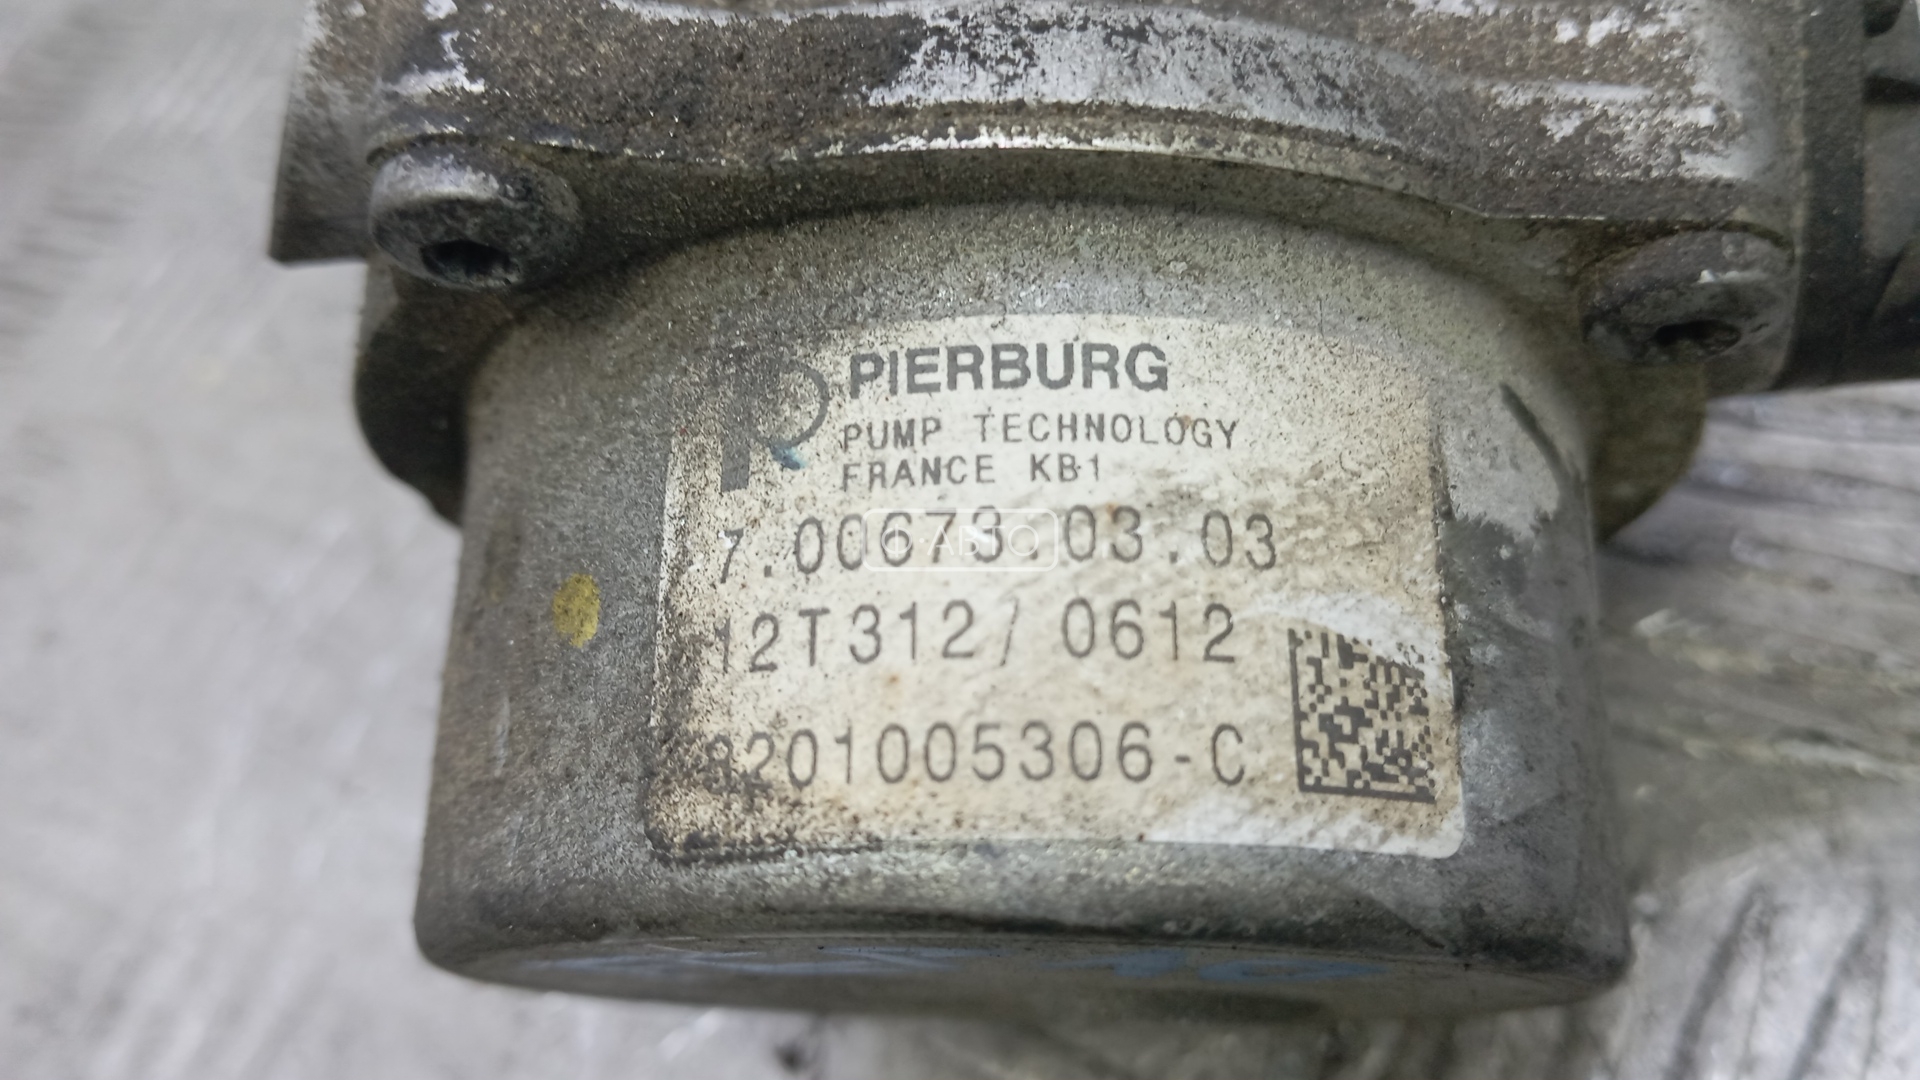 PIERBURG
PUMP TECHNOLOGY
FRANCE KB1
7.00673.03.03
12T312/ 0612
8201005306-C